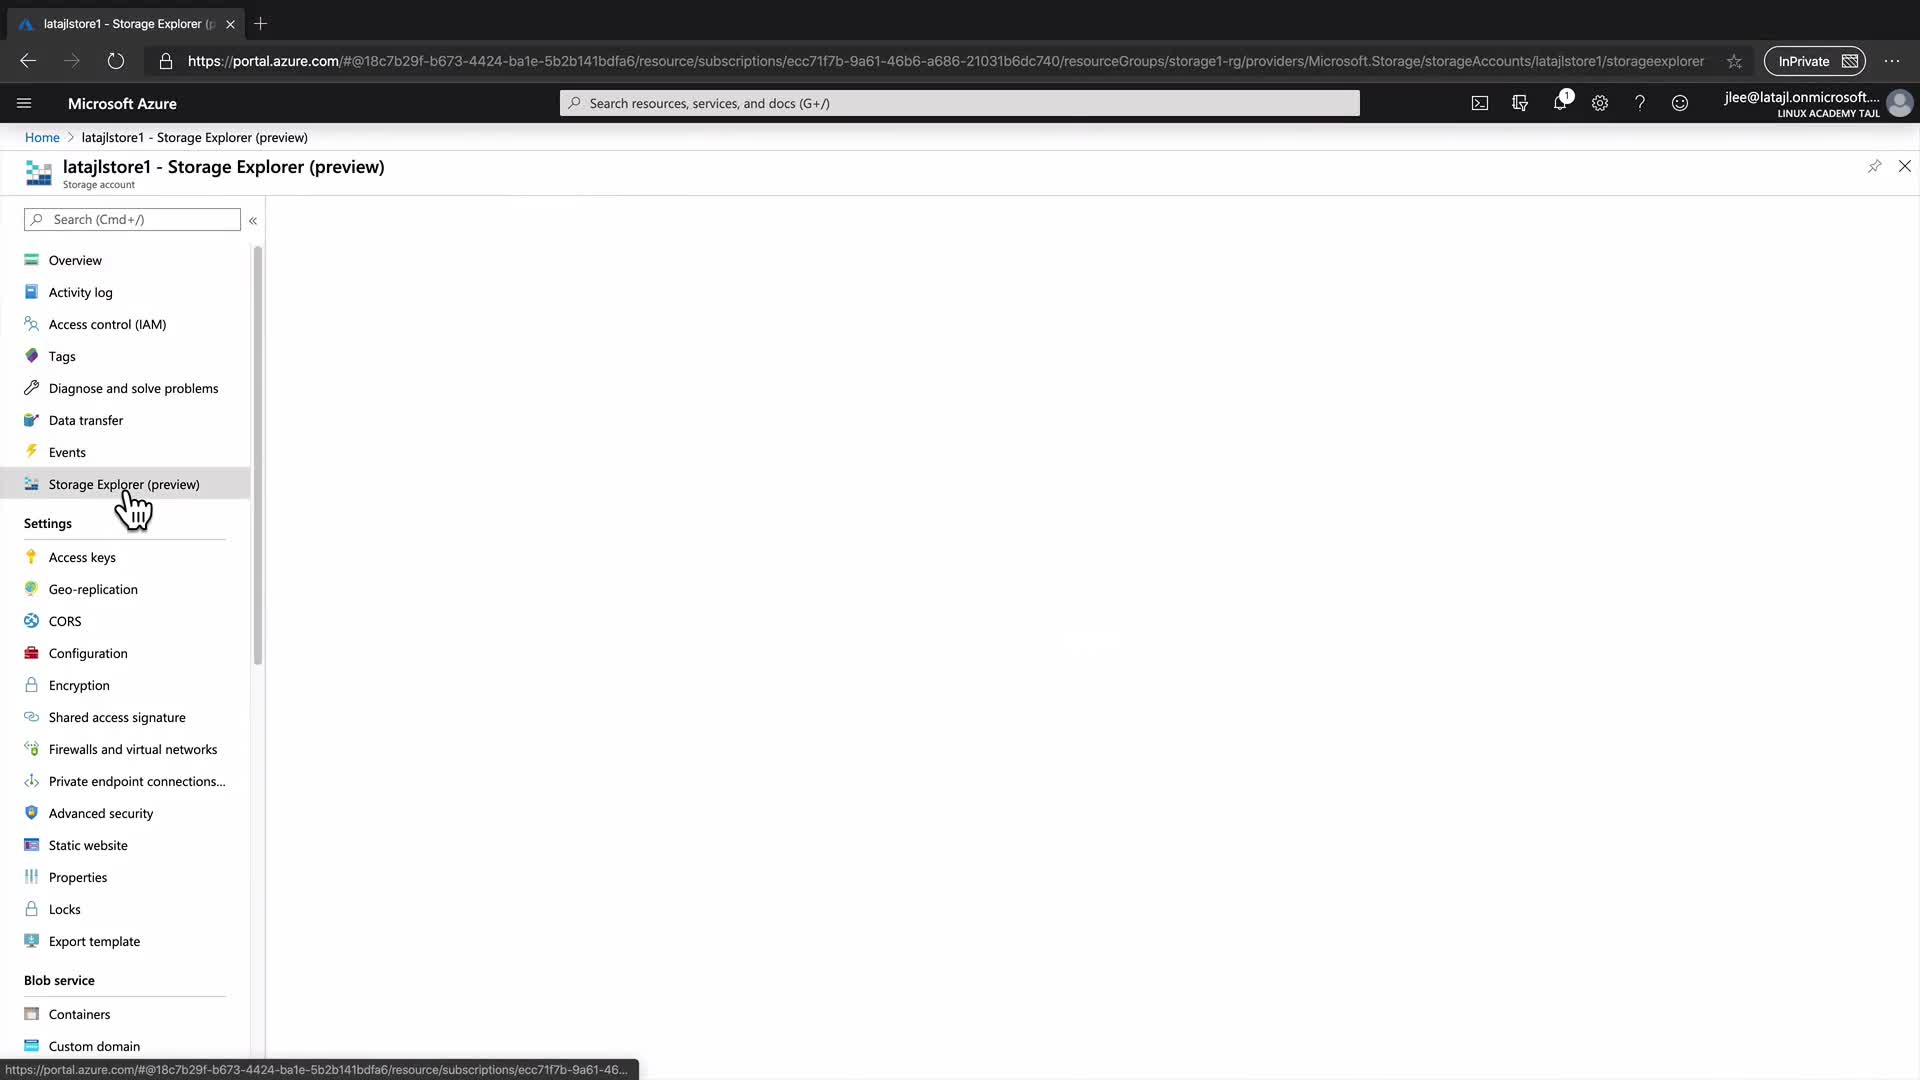 latajlstore1 - Storage Explorer (p
https://portal.azure.com/#@18c7b29f-b673-4424-ba1e-5b2b141bdfa6/resource/subscriptions/ecc71f7b-9a61-46b6-a686-21031b6dc740/resourceGroups/storage1-rg/providers/Microsoft.Storage/storageAccounts/latajlstore1/storageexplorer
InPrivate
Microsoft Azure
Search resources, services, and docs (G+/)
1
jlee@latajl.onmicrosoft....
LINUX ACADEMY TAJL
Home > latajlstore1 - Storage Explorer (preview)
latajlstore1 - Storage Explorer (preview)
Storage account
Search (Cmd+/)
Overview
Activity log
Access control (IAM)
Tags
Diagnose and solve problems
Data transfer
Events
Storage Explorer (preview)
Settings
Access keys
Geo-replication
CORS
Configuration
Encryption
Shared access signature
Firewalls and virtual networks
Private endpoint connections...
Advanced security
Static website
Properties
Locks
Export template
Blob service
Containers
Custom domain
https://portal.azure.com/#@18c7b29f-b673-4424-ba1e-5b2b141bdfa6/resource/subscriptions/ecc71f7b-9a61-46...